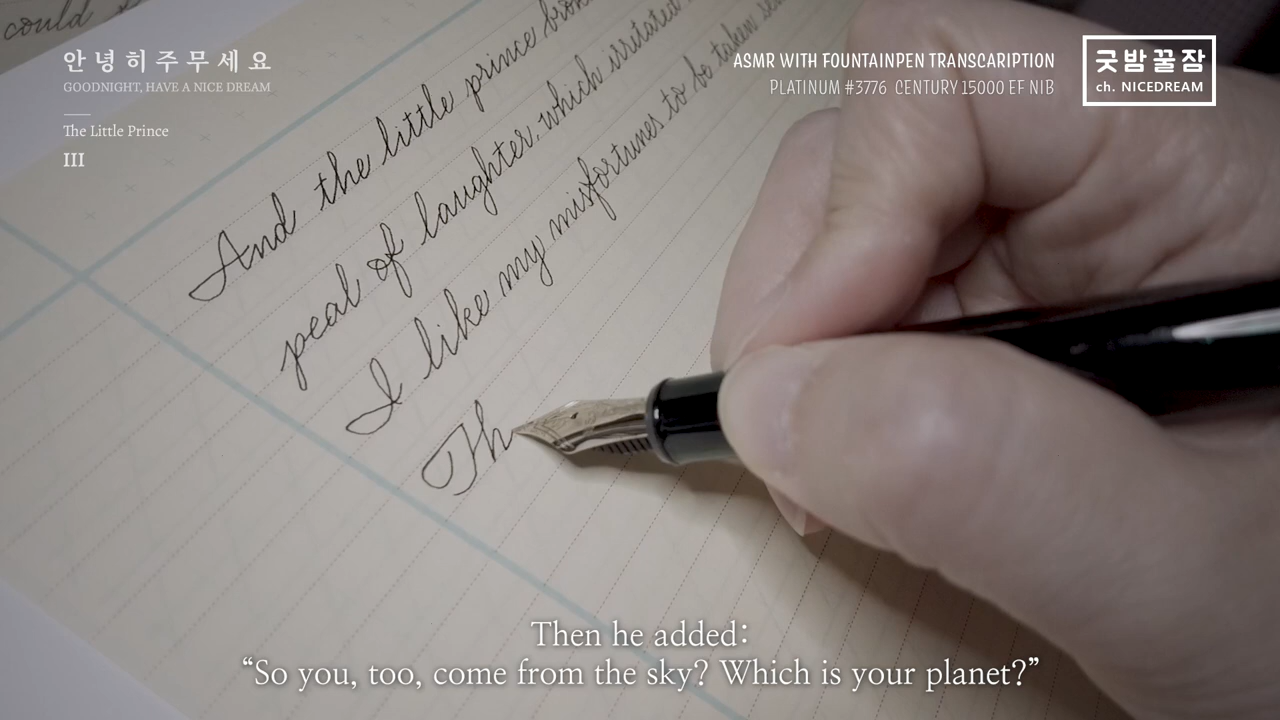 could
안녕히주무세요
GOODNIGHT, HAVE A NICE DREAM
The Little Prince
III
ASMR WITH FOUNTAINPEN TRANSCARIPTION
PLATINUM #3776 CENTURY 15000 EF NIB
굿밤꿀잠
ch. NICEDREAM
And the little prince brok
peal of laughter, which irritated
I like my misfortunes to be taken
Th
Then he added:
“So you, too, come from the sky? Which is your planet?”